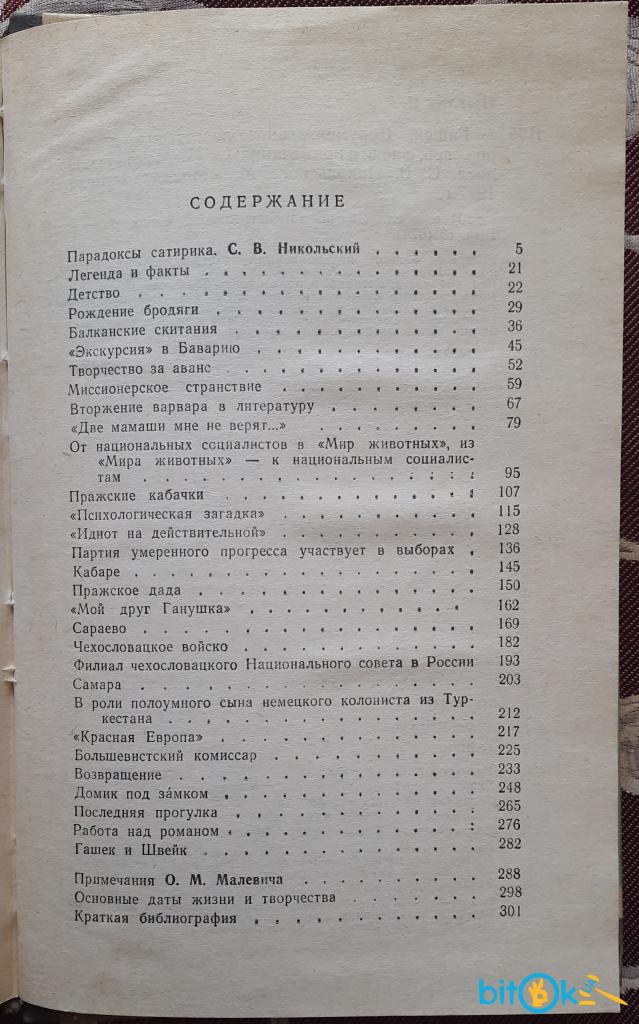 СОДЕРЖАНИЕ
Парадоксы сатирика. С. В. Никольский . . . . . . 5
Легенда и факты . . . . . . . . . . . . . 21
Детство . . . . . . . . . . . . . . . . 22
Рождение бродяги . . . . . . . . . . . . 29
Балканские скитания . . . . . . . . . . . 36
«Экскурсия» в Баварию . . . . . . . . . . 45
Творчество за аванс . . . . . . . . . . . 52
Миссионерское странствие . . . . . . . . . 59
Вторжение варвара в литературу . . . . . . . 67
«Две мамаши мне не верят...» . . . . . . . . 79
От национальных социалистов в «Мир животных», из
«Мира животных» — к национальным социалис-
там . . . . . . . . . . . . . . . . 95
Пражские кабачки . . . . . . . . . . . . 107
«Психологическая загадка» . . . . . . . . . 115
«Идиот на действительной» . . . . . . . . . 128
Партия умеренного прогресса участвует в выборах . 136
Кабаре . . . . . . . . . . . . . . . . 145
Пражское дада . . . . . . . . . . . . . 150
«Мой друг Ганушка» . . . . . . . . . . . 162
Сараево . . . . . . . . . . . . . . . 169
Чехословацкое войско . . . . . . . . . . . 182
Филиал чехословацкого Национального совета в России 193
Самара . . . . . . . . . . . . . . . . 203
В роли полоумного сына немецкого колониста из Тур-
кестана . . . . . . . . . . . . . . 212
«Красная Европа» . . . . . . . . . . . . 217
Большевистский комиссар . . . . . . . . . 225
Возвращение . . . . . . . . . . . . . . 233
Домик под за́мком . . . . . . . . . . . . 248
Последняя прогулка . . . . . . . . . . . 265
Работа над романом . . . . . . . . . . . 276
Гашек и Швейк . . . . . . . . . . . . . 282
Примечания О. М. Малевича . . . . . . . . 288
Основные даты жизни и творчества . . . . . . 298
Краткая библиография . . . . . . . . . . . 301
bitok.ua